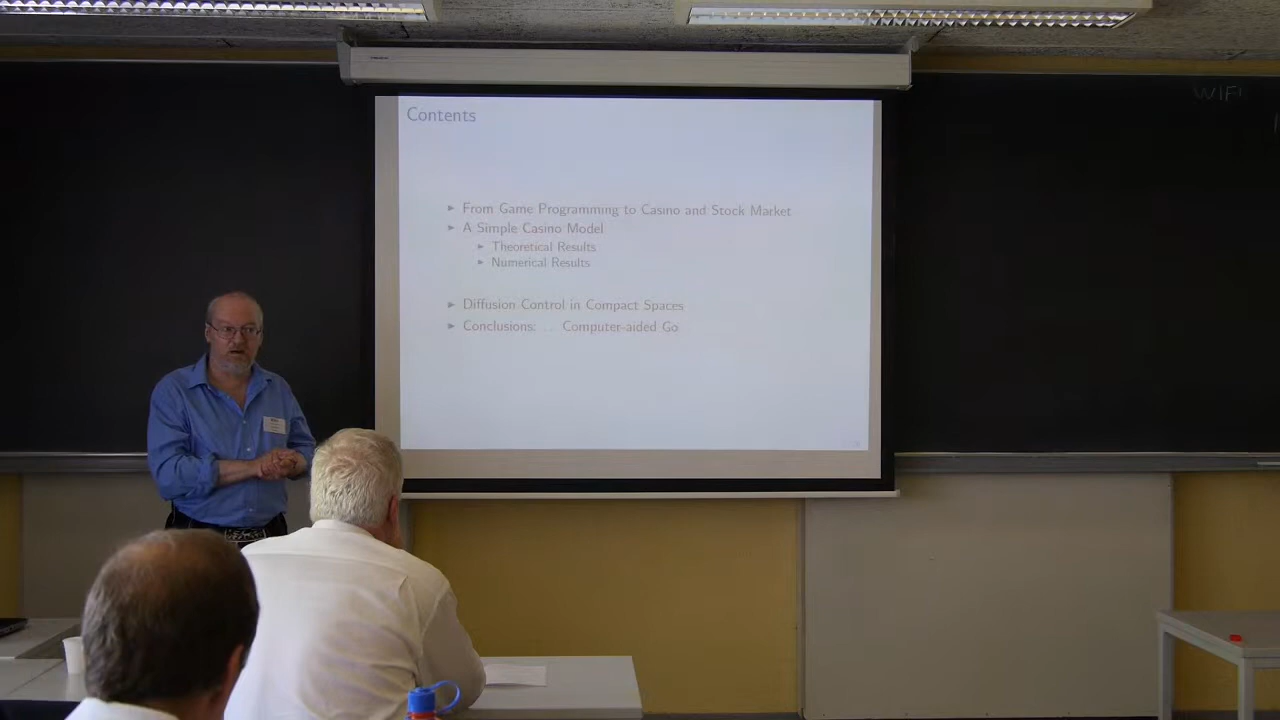 WIFI
Contents
► From Game Programming to Casino and Stock Market
► A Simple Casino Model
► Theoretical Results
► Numerical Results
► Diffusion Control in Compact Spaces
► Conclusions: ... Computer-aided Go